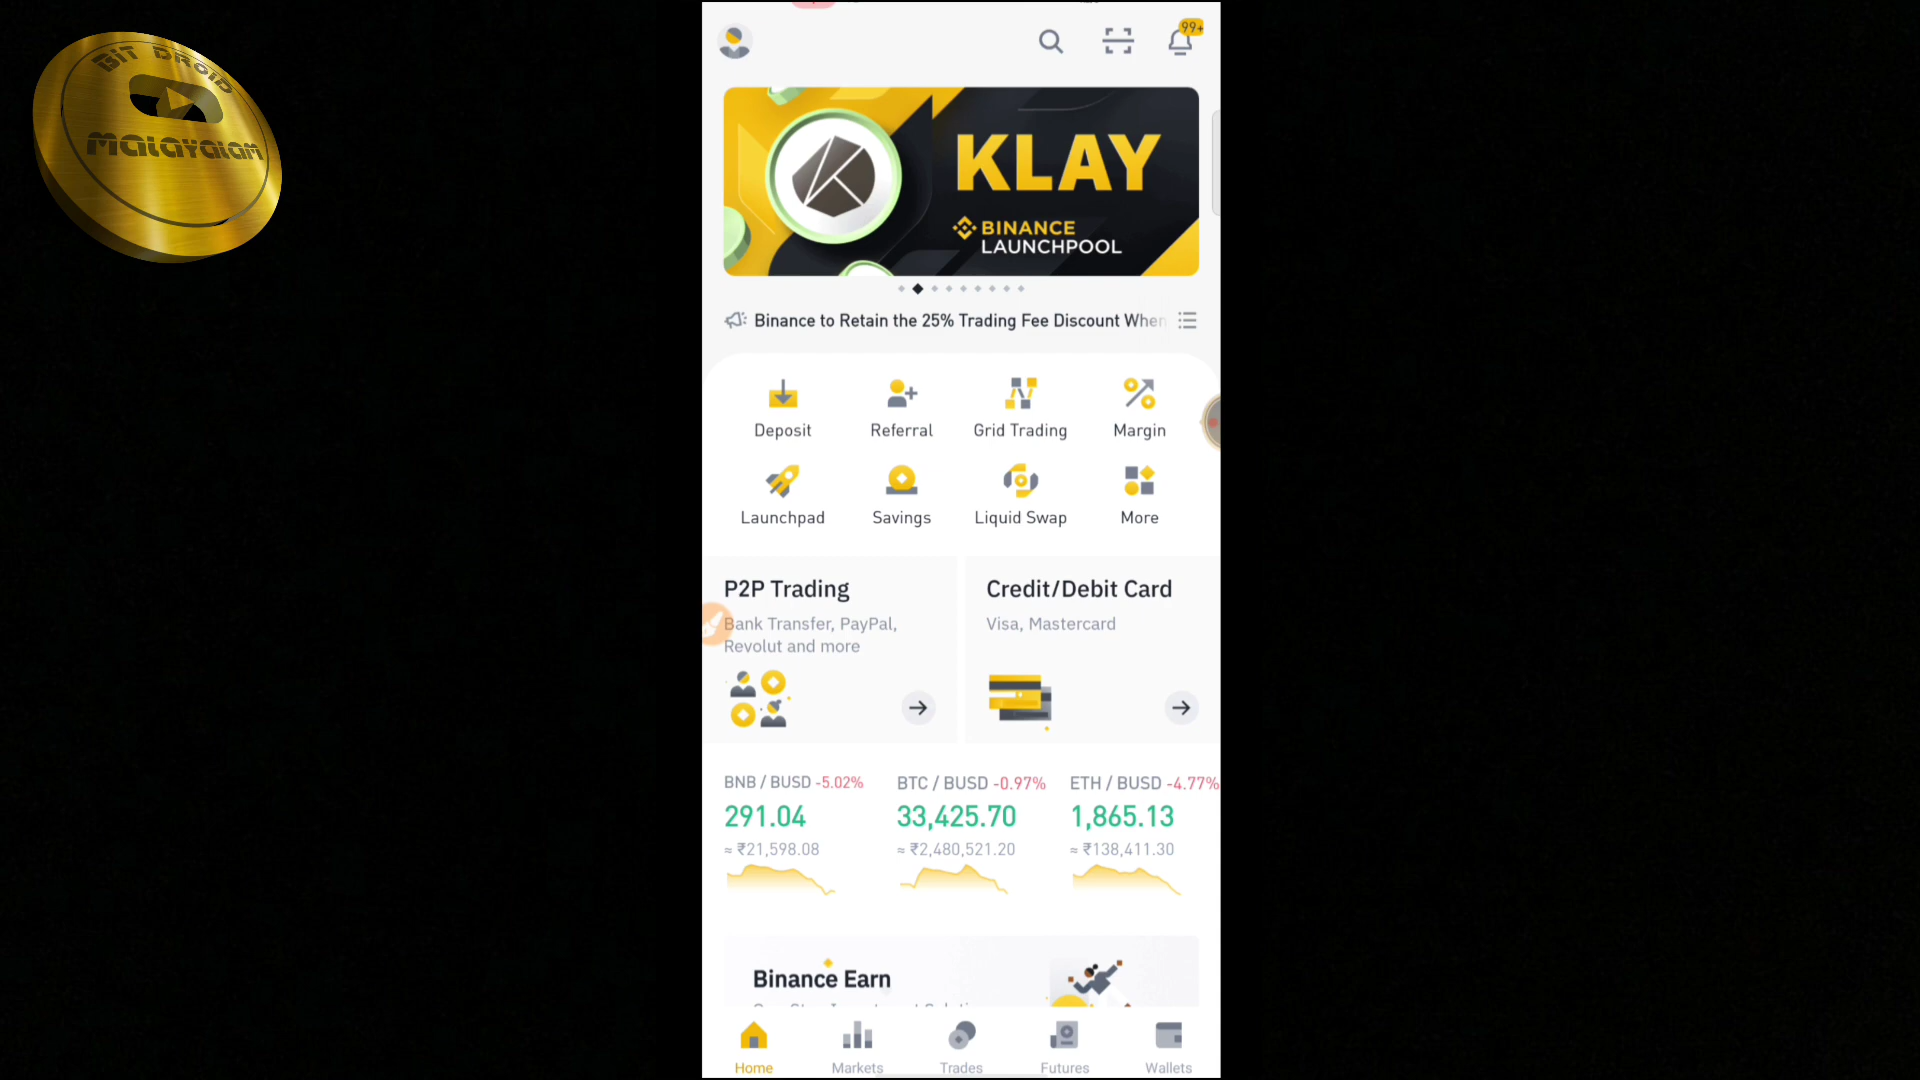 BIT DROID
MALAYALAM
99+
KLAY
BINANCE
LAUNCHPOOL
Binance to Retain the 25% Trading Fee Discount When
Deposit Referral Grid Trading Margin
Launchpad Savings Liquid Swap More
P2P Trading
Bank Transfer, PayPal,
Revolut and more
Credit/Debit Card
Visa, Mastercard
BNB / BUSD -5.02%
291.04
≈ ₹21,598.08
BTC / BUSD -0.97%
33,425.70
≈ ₹2,480,521.20
ETH / BUSD -4.77%
1,865.13
≈ ₹138,411.30
Binance Earn
Home Markets Trades Futures Wallets